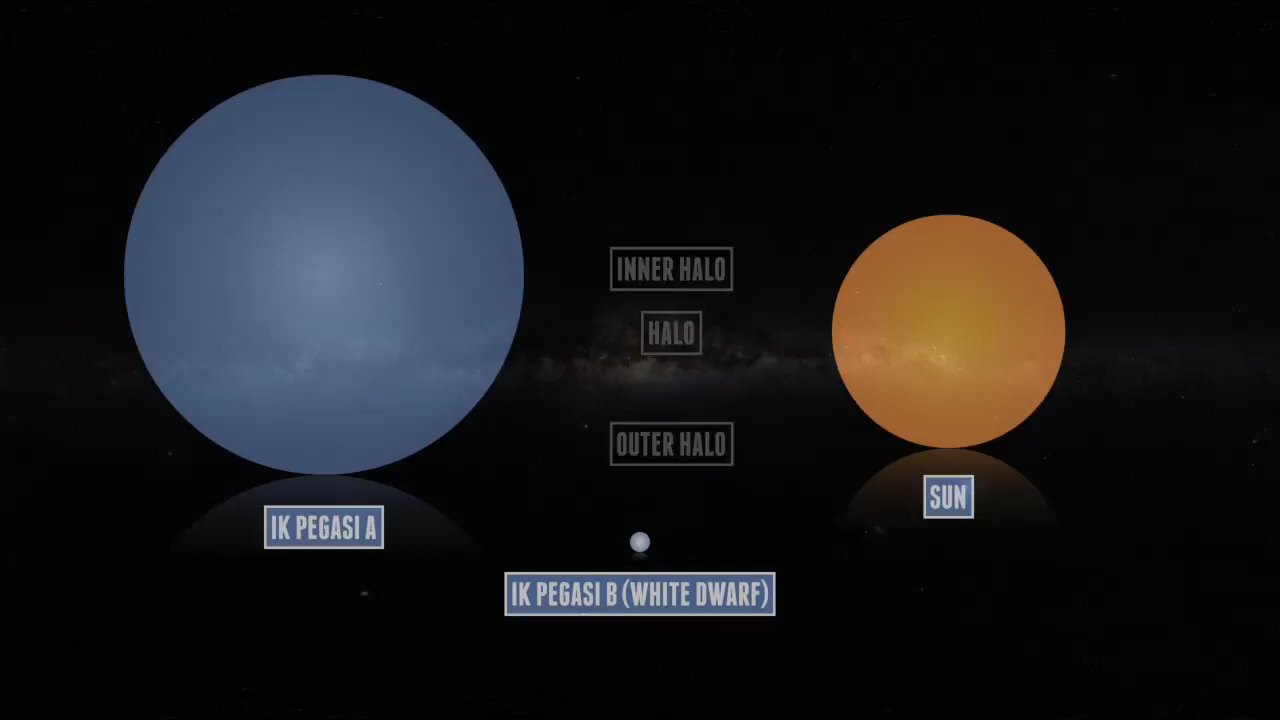 INNER HALO
HALO
OUTER HALO
SUN
IK PEGASI A
IK PEGASI B (WHITE DWARF)